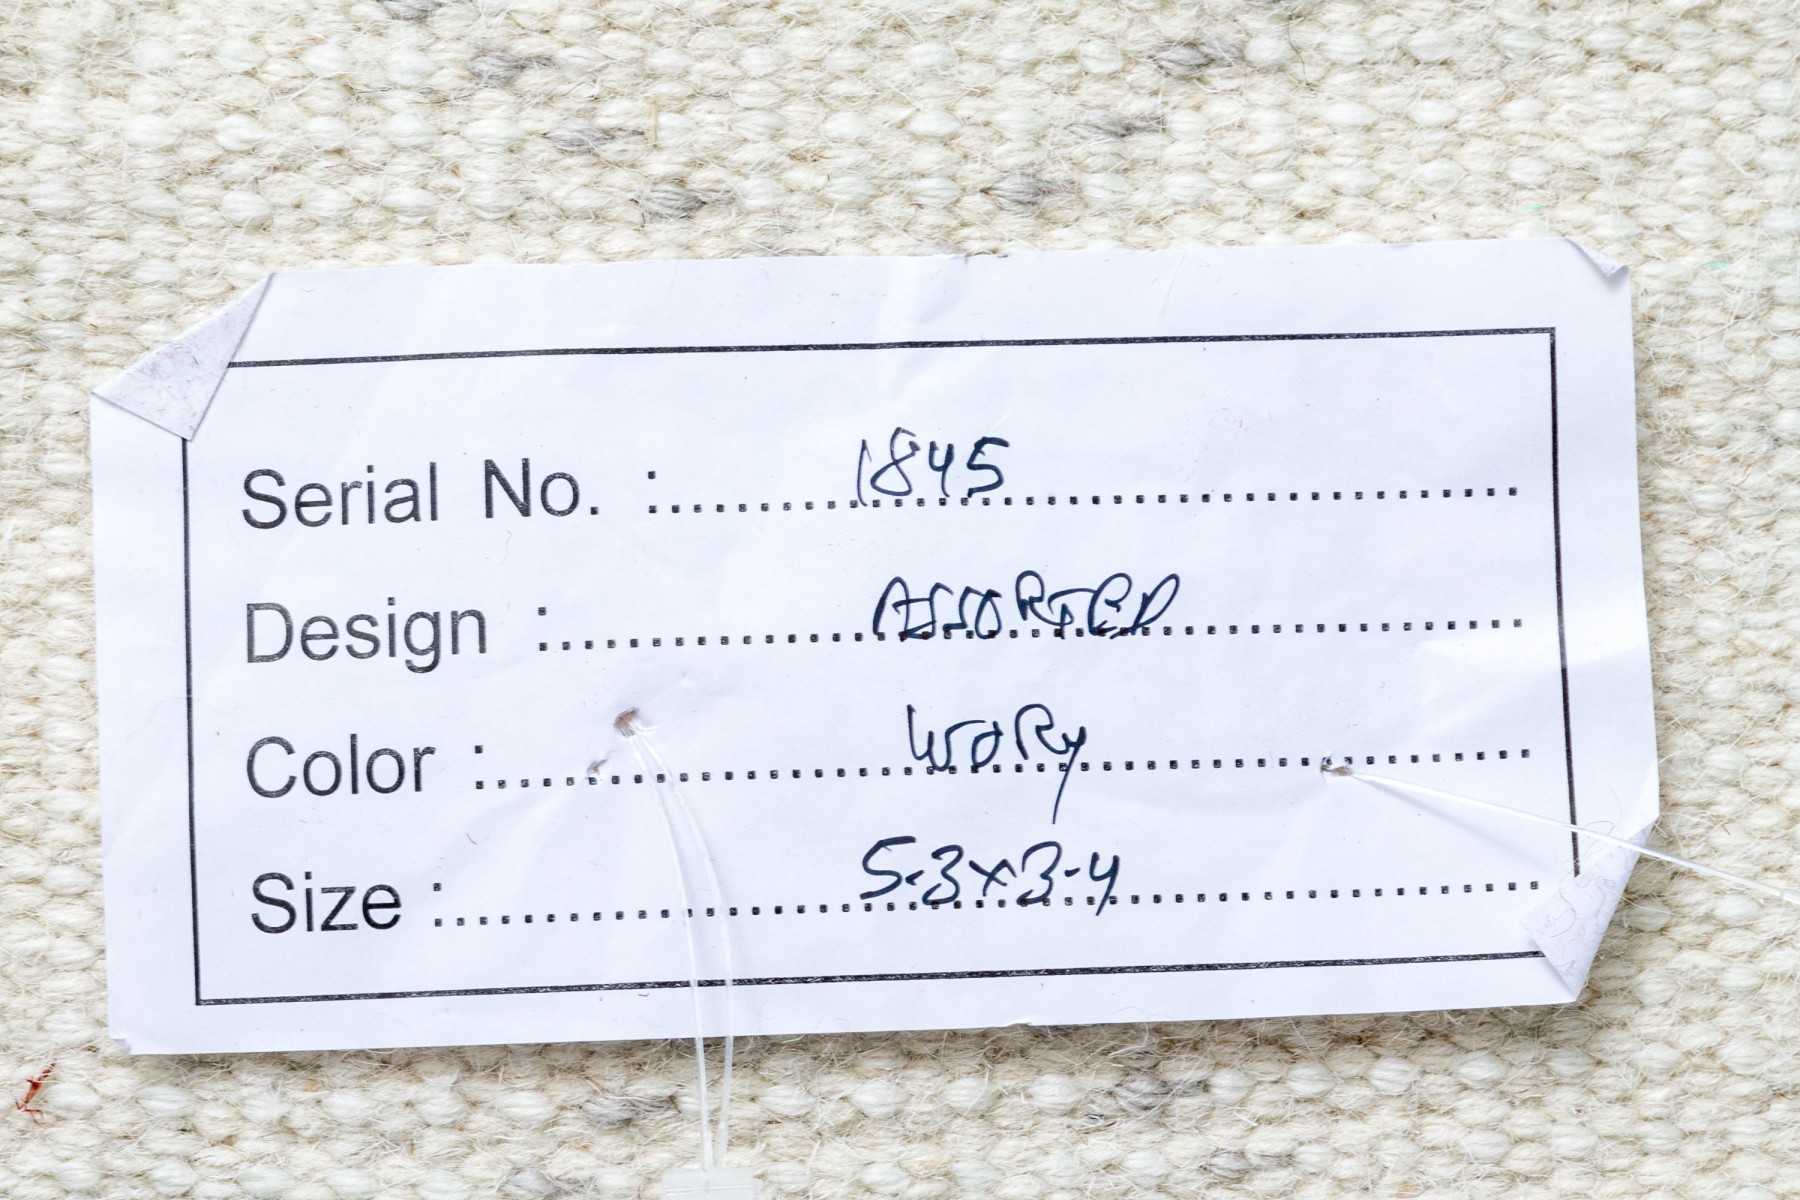 Serial No. : 1845
Design : ASSORTED
Color : IVORY
Size : 5-3x3-4